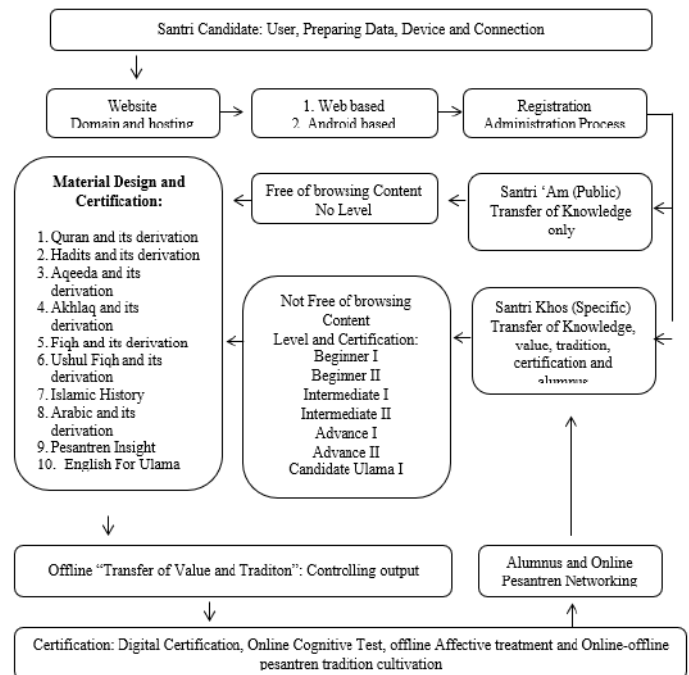 Santri Candidate: User, Preparing Data, Device and Connection
Website
Domain and hosting
1. Web based
2. Android based
Registration
Administration Process
Material Design and
Certification:
1. Quran and its derivation
2. Hadits and its derivation
3. Aqeeda and its
derivation
4. Akhlaq and its
derivation
5. Fiqh and its derivation
6. Ushul Fiqh and its
derivation
7. Islamic History
8. Arabic and its
derivation
9. Pesantren Insight
10. English For Ulama
Free of browsing Content
No Level
Santri ‘Am (Public)
Transfer of Knowledge
only
Not Free of browsing
Content
Level and Certification:
Beginner I
Beginner II
Intermediate I
Intermediate II
Advance I
Advance II
Candidate Ulama I
Santri Khos (Specific)
Transfer of Knowledge,
value, tradition,
certification and
alumnus
Offline “Transfer of Value and Traditon”: Controlling output
Alumnus and Online
Pesantren Networking
Certification: Digital Certification, Online Cognitive Test, offline Affective treatment and Online-offline
pesantren tradition cultivation